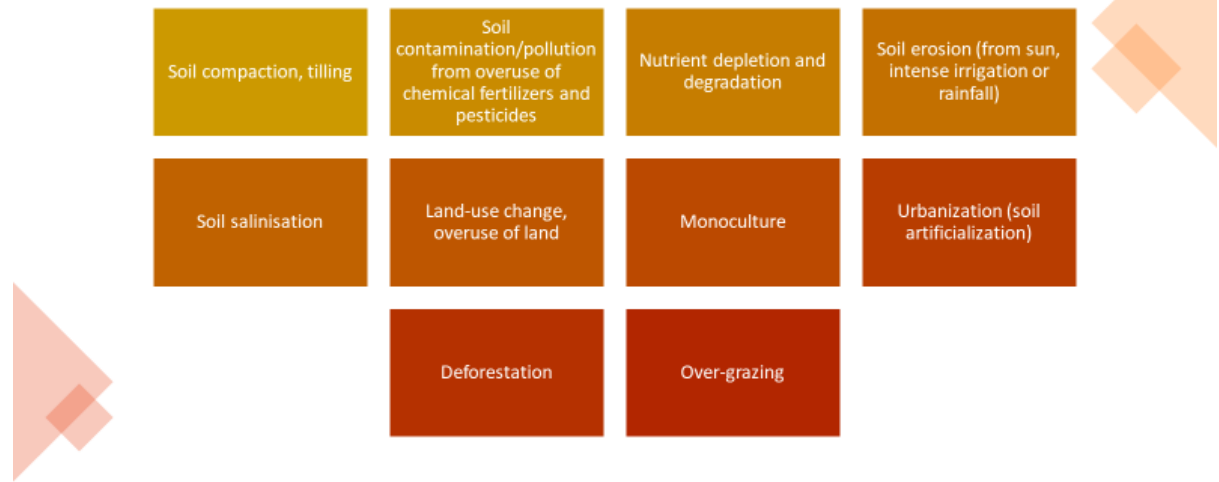 Soil compaction, tilling
Soil
contamination/pollution
from overuse of
chemical fertilizers and
pesticides
Nutrient depletion and
degradation
Soil erosion (from sun,
intense irrigation or
rainfall)
Soil salinisation
Land-use change,
overuse of land
Monoculture
Urbanization (soil
artificialization)
Deforestation
Over-grazing